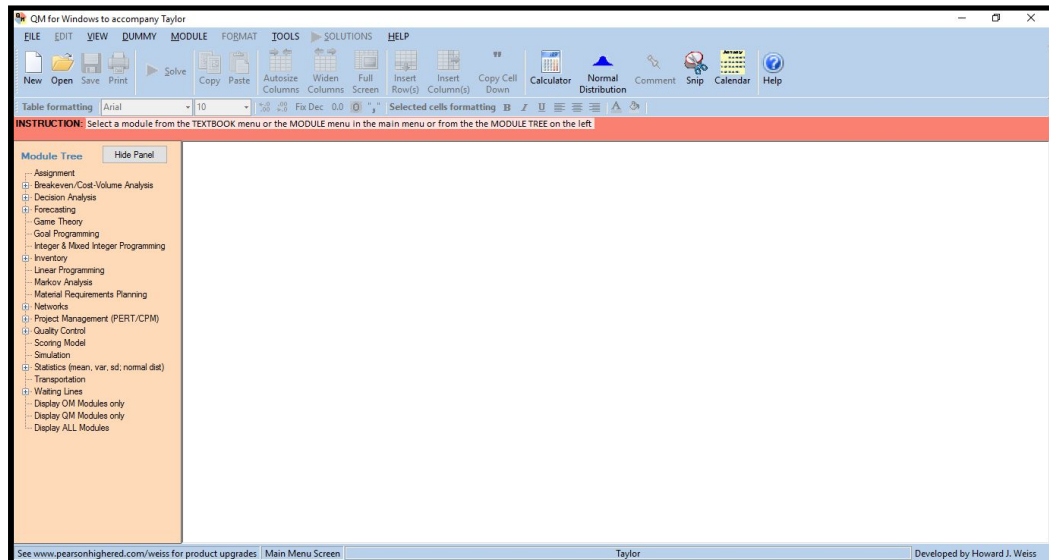 QM for Windows to accompany Taylor
FILE EDIT VIEW DUMMY MODULE FORMAT TOOLS SOLUTIONS HELP
New Open Save Print Solve Copy Paste Autosize Columns Widen Columns Full Screen Insert Row(s) Insert Column(s) Copy Cell Down Calculator Normal Distribution Comment Snip Calendar Help
Table formatting Arial 10 Fix Dec 0.0 Selected cells formatting B I U
INSTRUCTION: Select a module from the TEXTBOOK menu or the MODULE menu in the main menu or from the the MODULE TREE on the left
Module Tree Hide Panel
Assignment
Breakeven/Cost-Volume Analysis
Decision Analysis
Forecasting
Game Theory
Goal Programming
Integer & Mixed Integer Programming
Inventory
Linear Programming
Markov Analysis
Material Requirements Planning
Networks
Project Management (PERT/CPM)
Quality Control
Scoring Model
Simulation
Statistics (mean, var, sd; normal dist)
Transportation
Waiting Lines
Display OM Modules only
Display QM Modules only
Display ALL Modules
See www.pearsonhighered.com/weiss for product upgrades Main Menu Screen Taylor Developed by Howard J. Weiss